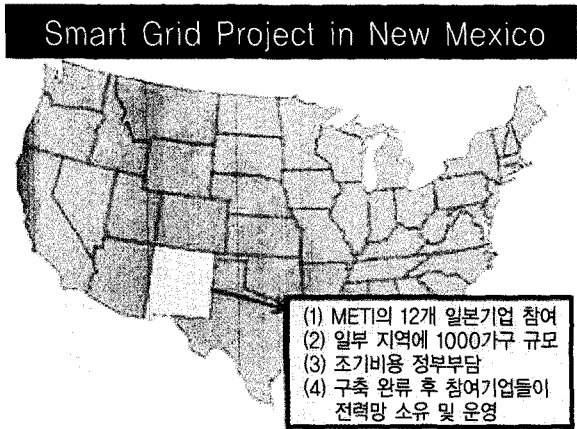 Smart Grid Project in New Mexico
(1) METI의 12개 일본기업 참여
(2) 일부 지역에 1000가구 규모
(3) 조기비용 정부부담
(4) 구축 완류 후 참여기업들이
전력망 소유 및 운영